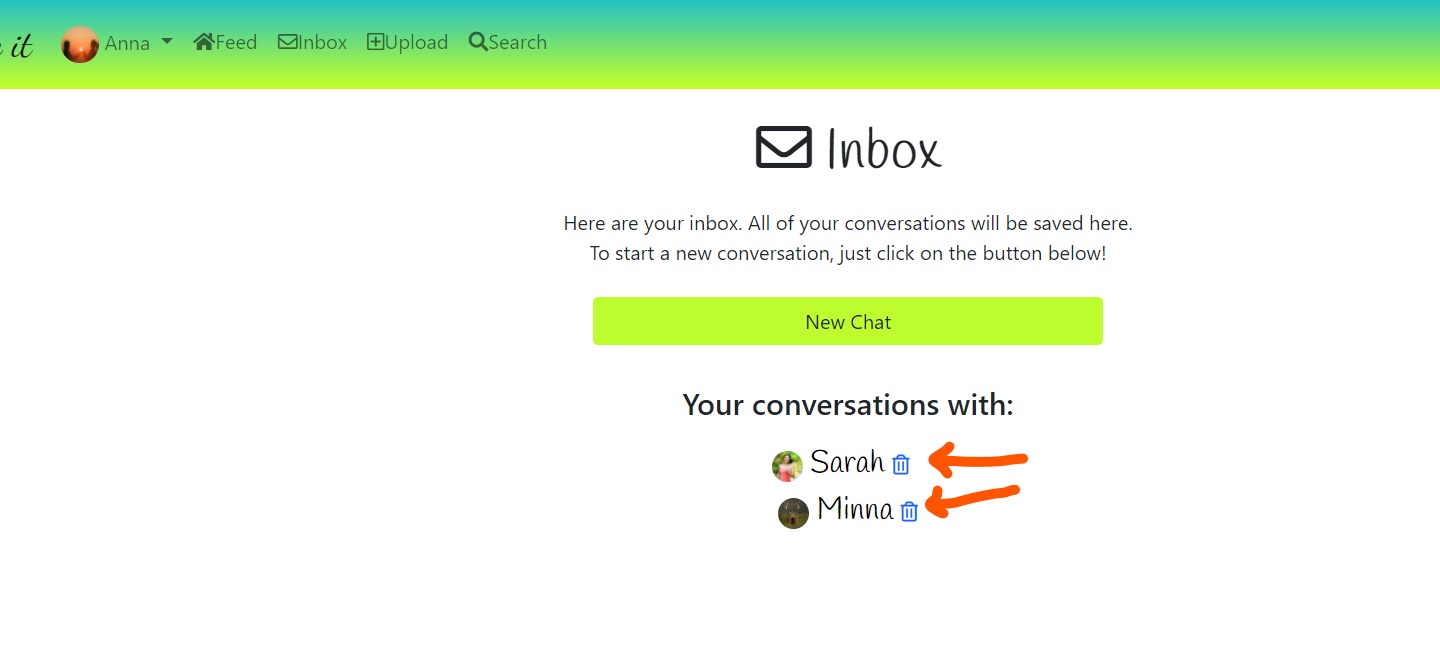 it
Anna Feed Inbox Upload Search
Inbox
Here are your inbox. All of your conversations will be saved here.
To start a new conversation, just click on the button below!
New Chat
Your conversations with:
Sarah
Minna